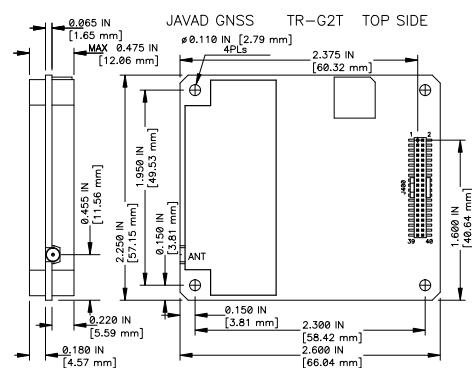 JAVAD GNSS TR-G2T TOP SIDE
0.065 IN
[1.65 mm]
MAX 0.475 IN
[12.06 mm]
ø0.110 IN [2.79 mm]
4PLs
2.375 IN
[60.32 mm]
1 2
J400
39 40
0.455 IN
[11.56 mm]
2.250 IN
[57.15 mm]
1.950 IN
[49.53 mm]
0.150 IN
[3.81 mm]
1.600 IN
[40.64 mm]
ANT
0.220 IN
[5.59 mm]
0.180 IN
[4.57 mm]
0.150 IN
[3.81 mm]
2.300 IN
[58.42 mm]
2.600 IN
[66.04 mm]